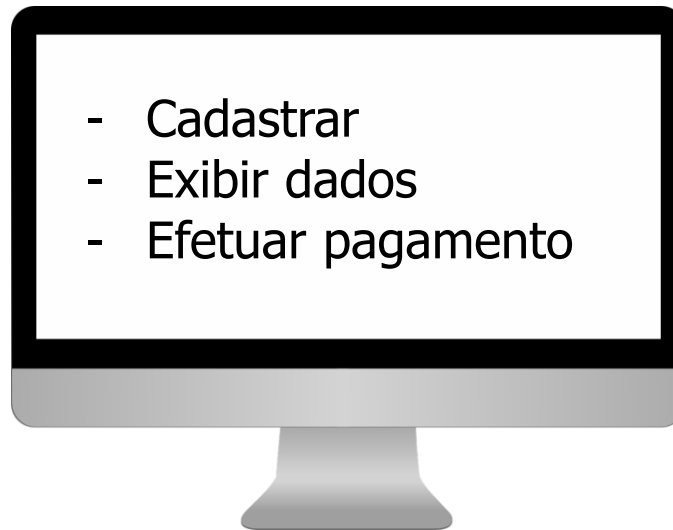 - Cadastrar
- Exibir dados
- Efetuar pagamento